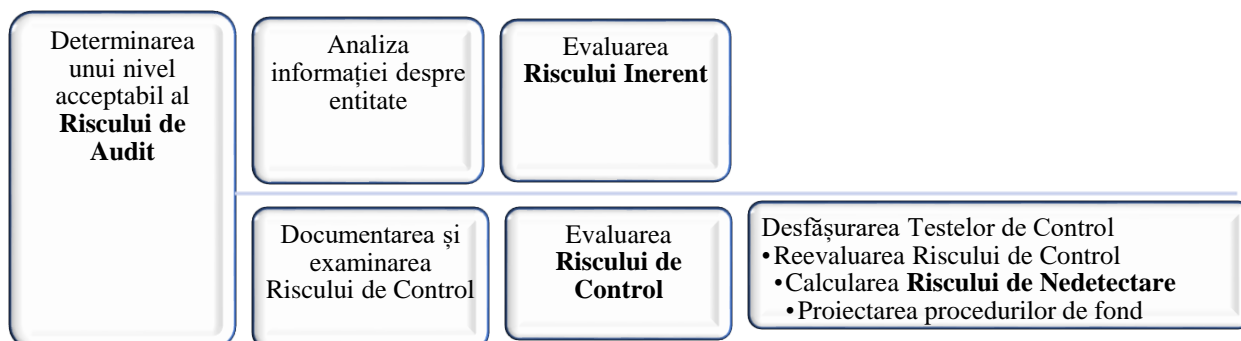 Determinarea
unui nivel
acceptabil al
Riscului de
Audit
Analiza
informației despre
entitate
Evaluarea
Riscului Inerent
Documentarea și
examinarea
Riscului de Control
Evaluarea
Riscului de
Control
Desfășurarea Testelor de Control
•Reevaluarea Riscului de Control
•Calcularea Riscului de Nedetectare
•Proiectarea procedurilor de fond